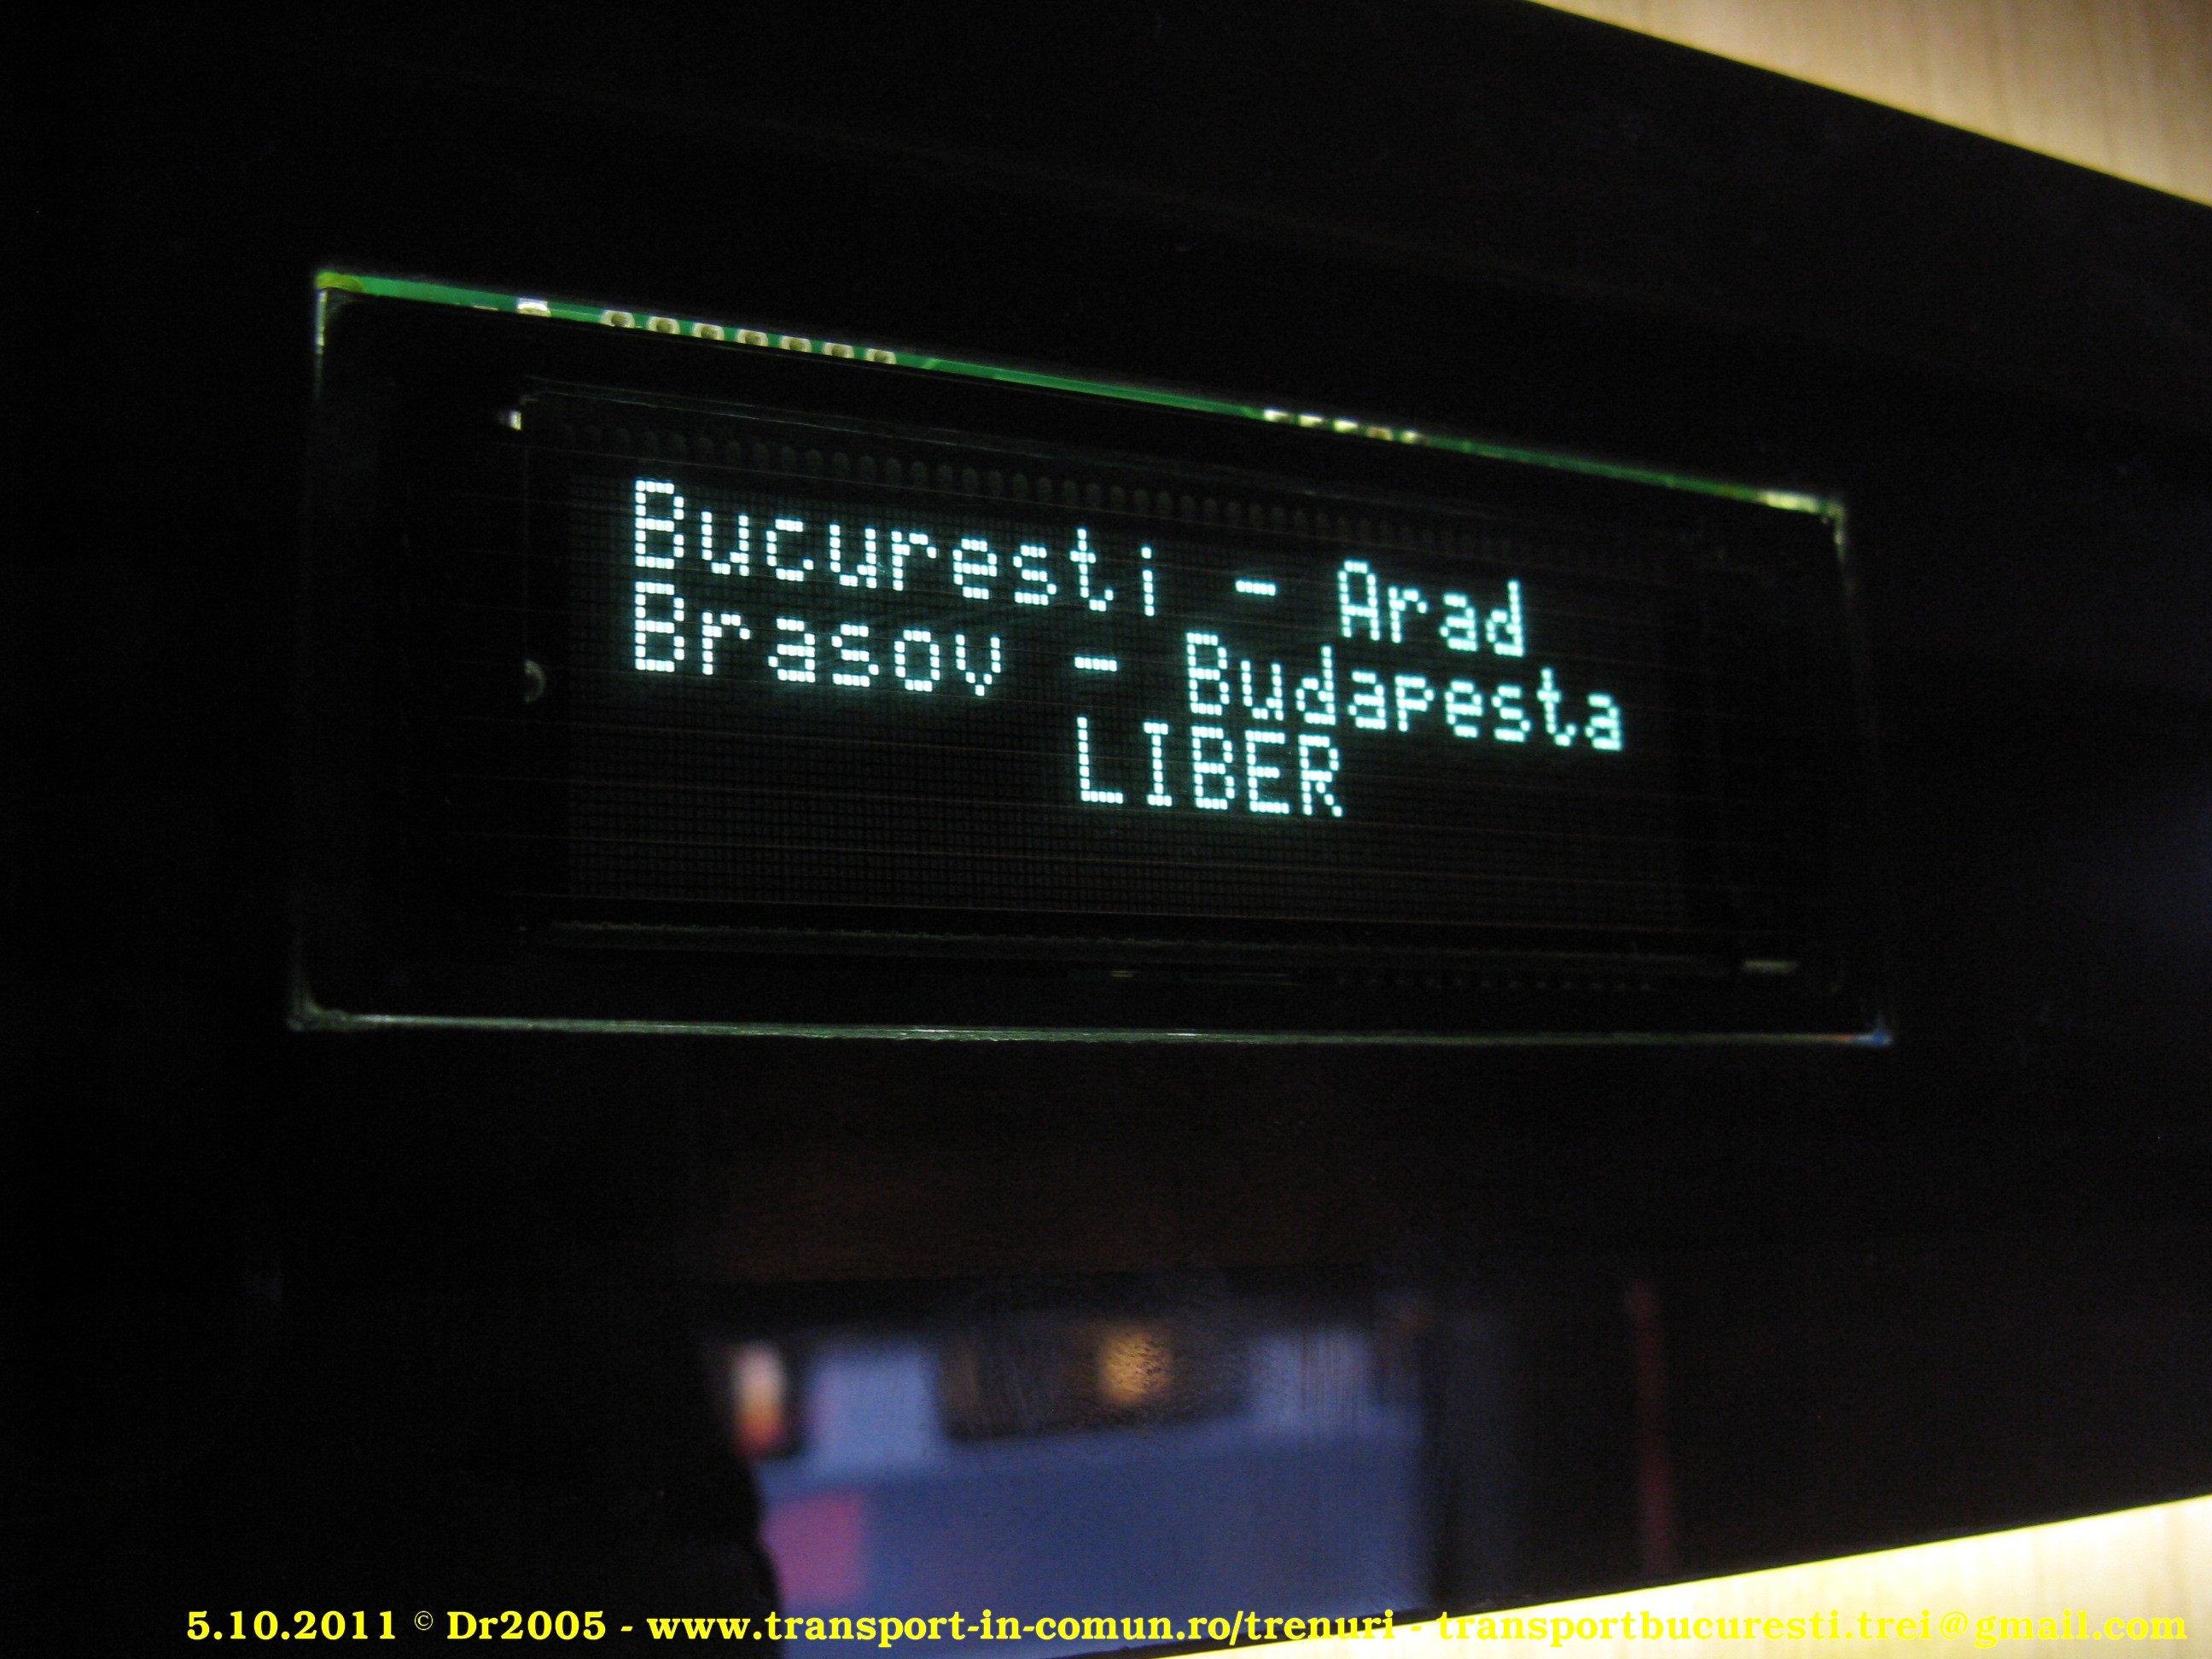 Bucuresti - Arad
Brasov - Budapesta
LIBER
5.10.2011 © Dr2005 - www.transport-in-comun.ro/trenuri - transportbucuresti.trei@gmail.com